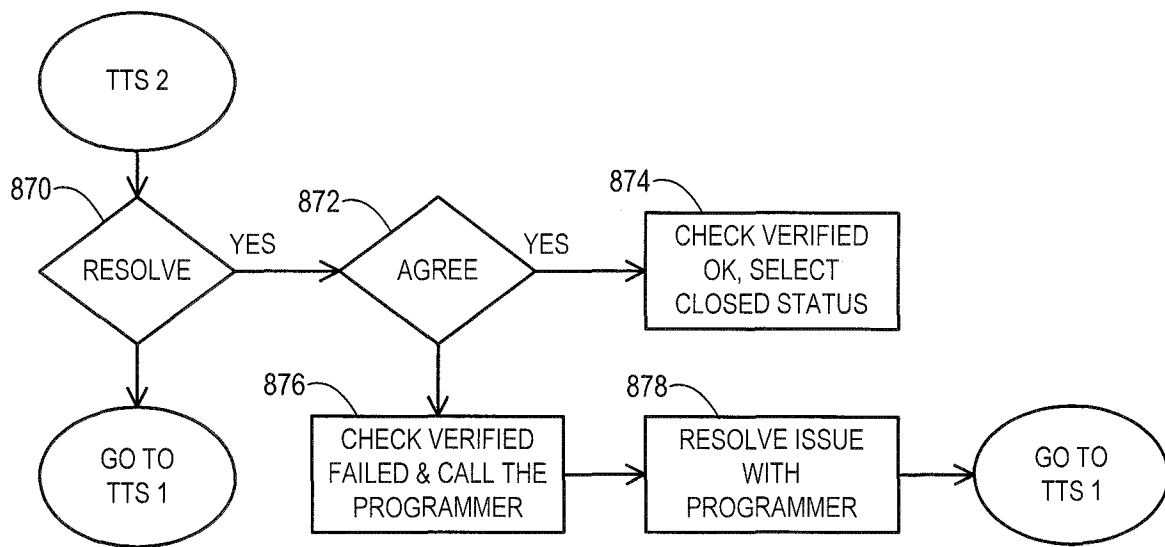 TTS 2
870
RESOLVE
YES
872
AGREE
YES
874
CHECK VERIFIED
OK, SELECT
CLOSED STATUS
GO TO
TTS 1
876
CHECK VERIFIED
FAILED & CALL THE
PROGRAMMER
878
RESOLVE ISSUE
WITH
PROGRAMMER
GO TO
TTS 1